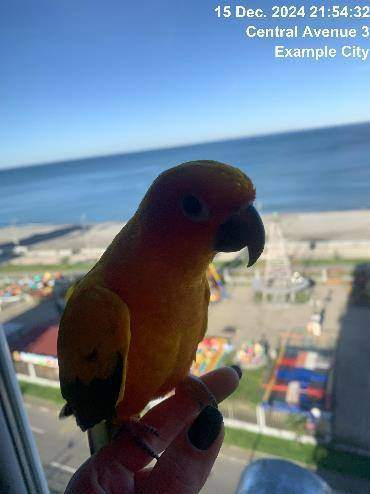 15 Dec. 2024 21:54:32
Central Avenue 3
Example City